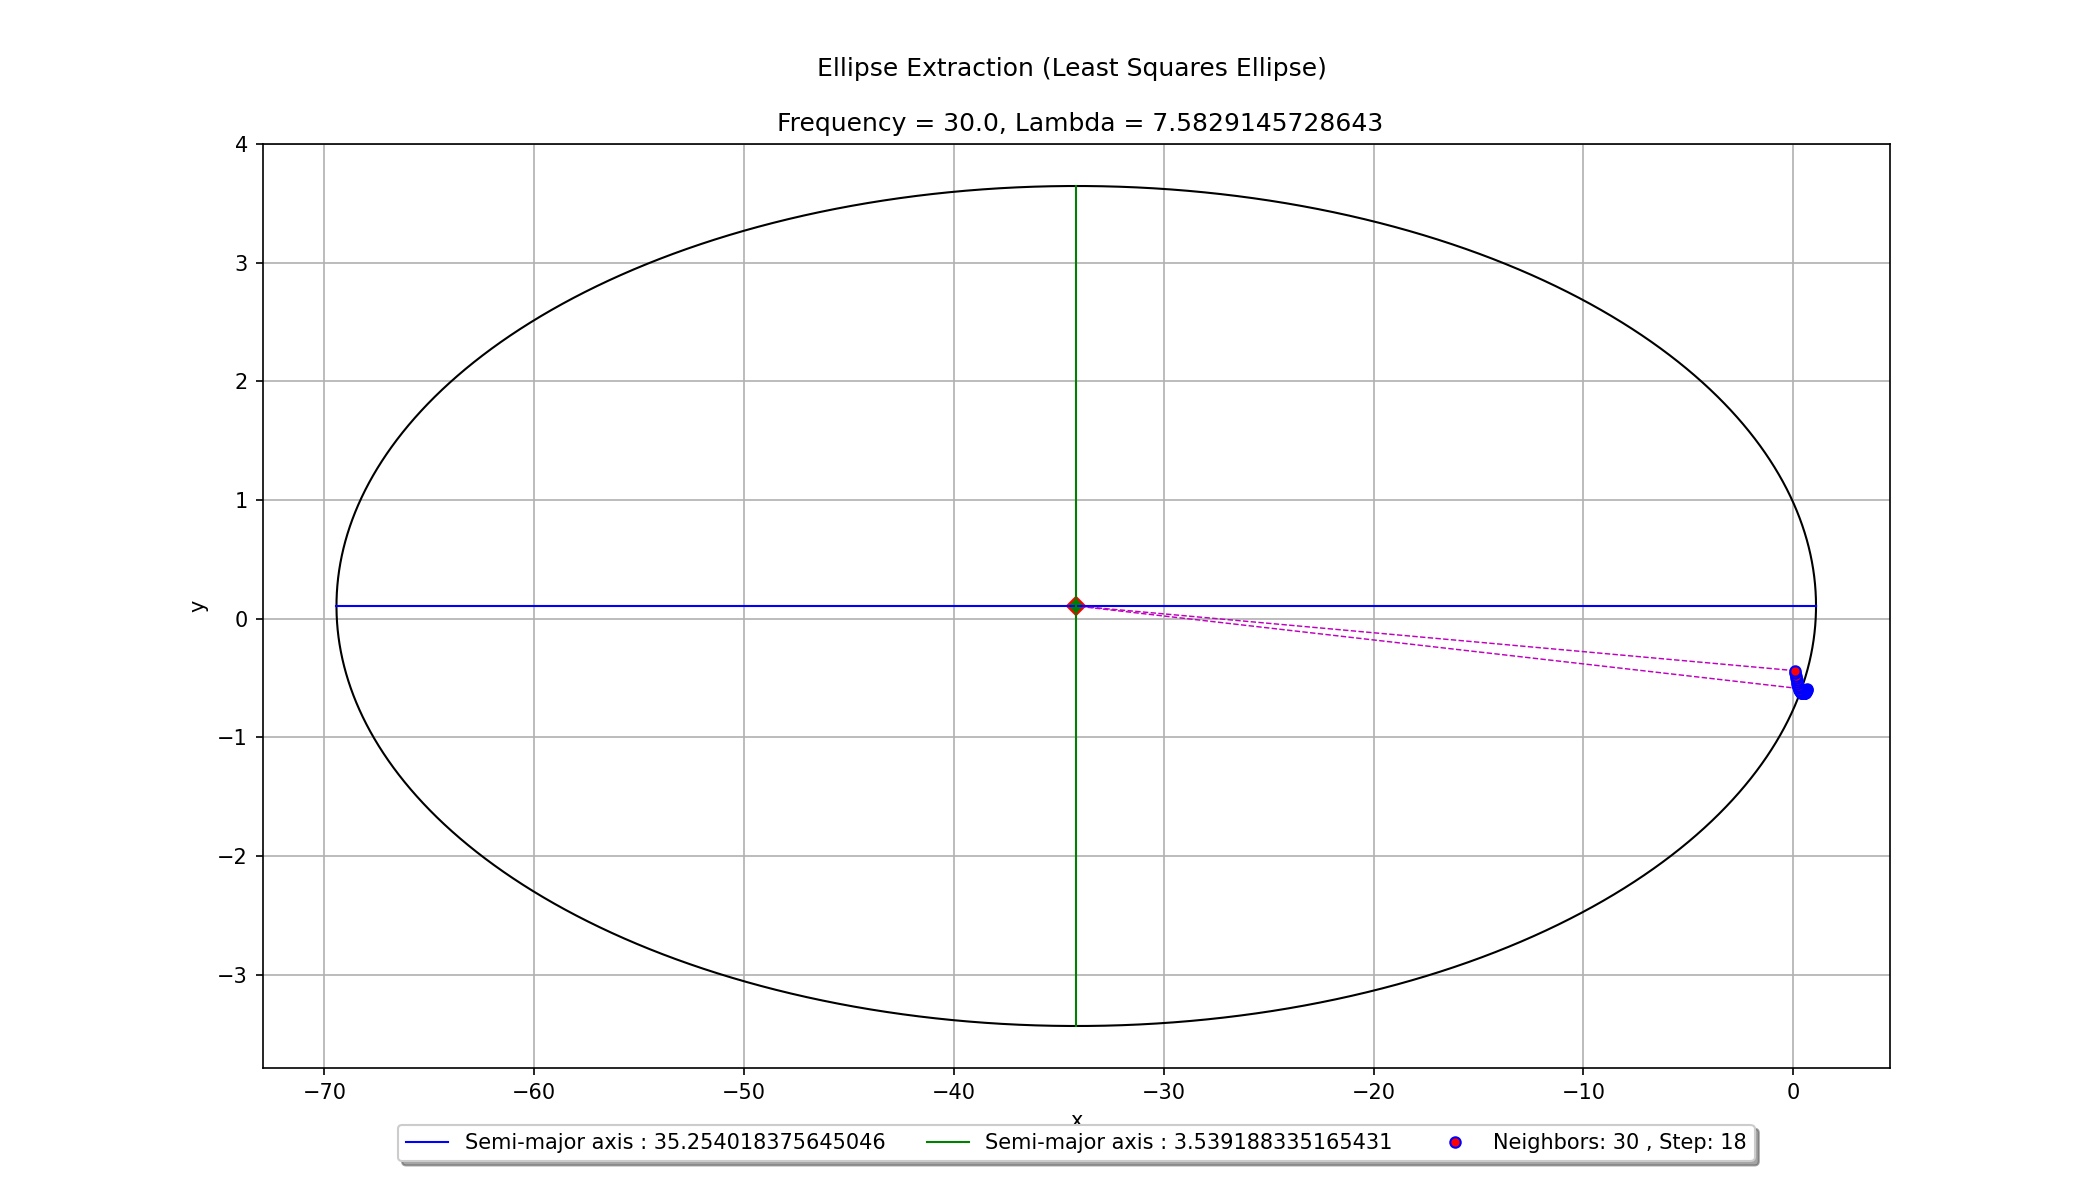 Ellipse Extraction (Least Squares Ellipse)
Frequency = 30.0, Lambda = 7.5829145728643
4
3
2
1
0
−1
−2
−3
y
−70 −60 −50 −40 −30 −20 −10 0
x
Semi-major axis : 35.254018375645046 Semi-major axis : 3.539188335165431 Neighbors: 30 , Step: 18